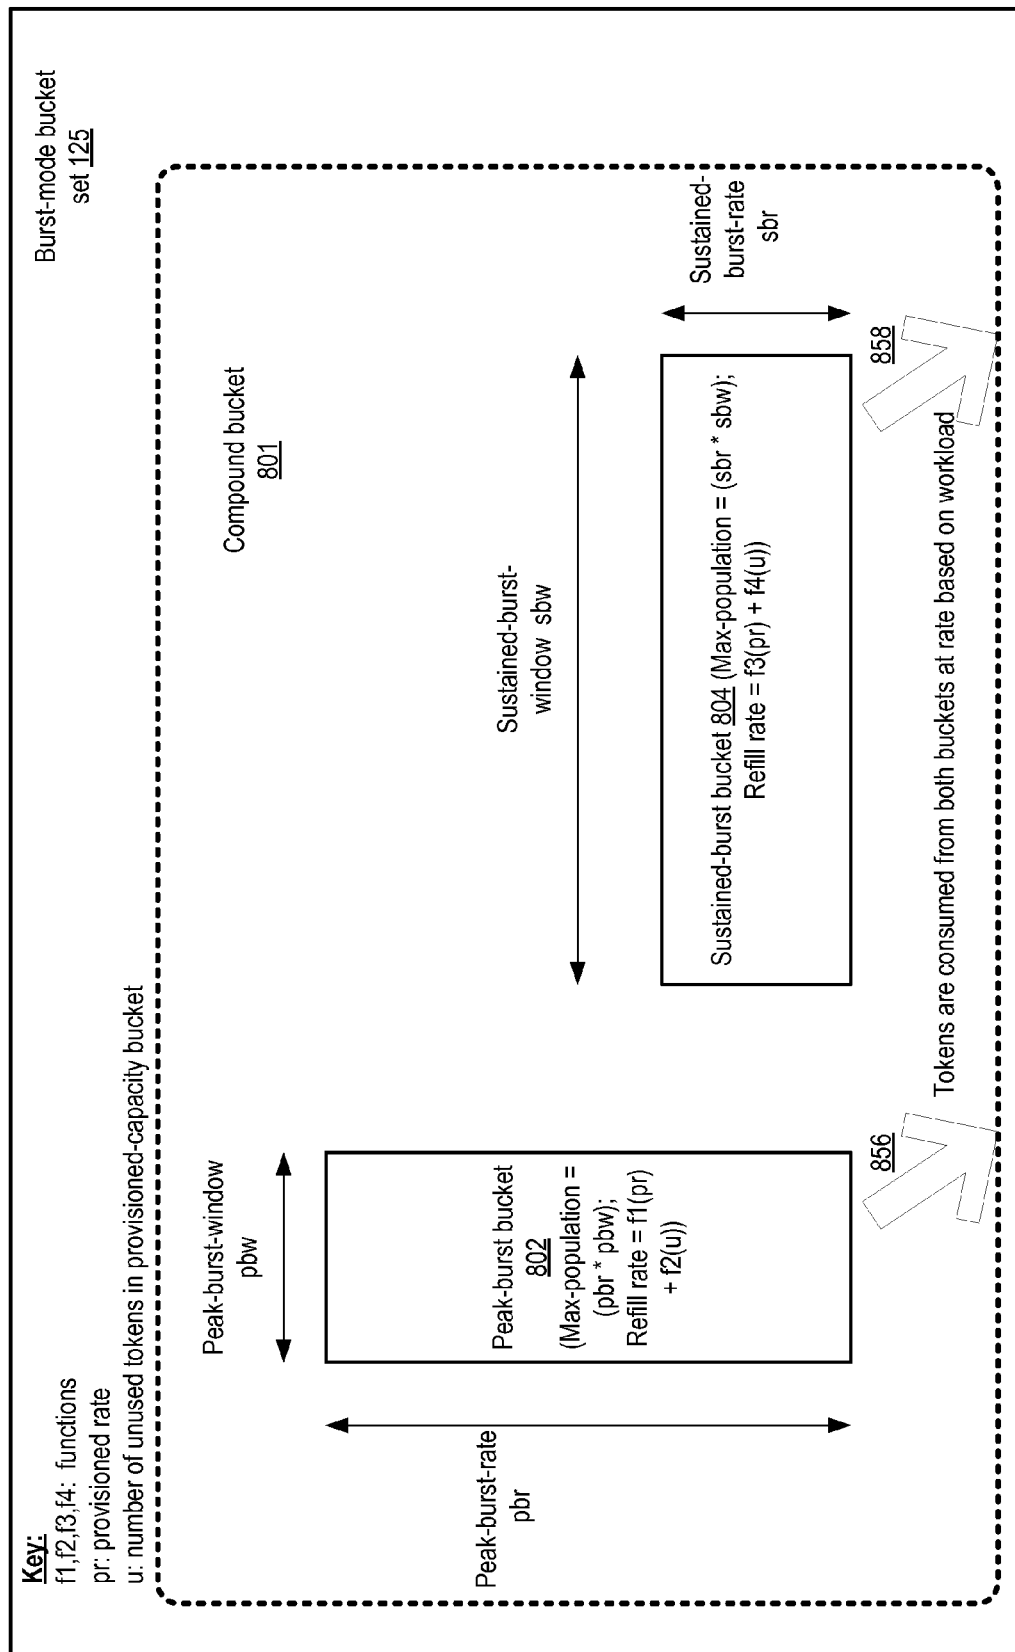 Key:
f1,f2,f3,f4: functions
pr: provisioned rate
u: number of unused tokens in provisioned-capacity bucket
Burst-mode bucket
set 125
Compound bucket
801
Peak-burst-window
pbw
Peak-burst-rate
pbr
Peak-burst bucket
802
(Max-population =
(pbr * pbw);
Refill rate = f1(pr)
+ f2(u))
Sustained-burst-
window sbw
Sustained-burst bucket 804 (Max-population = (sbr * sbw);
Refill rate = f3(pr) + f4(u))
Sustained-
burst-rate
sbr
856
858
Tokens are consumed from both buckets at rate based on workload